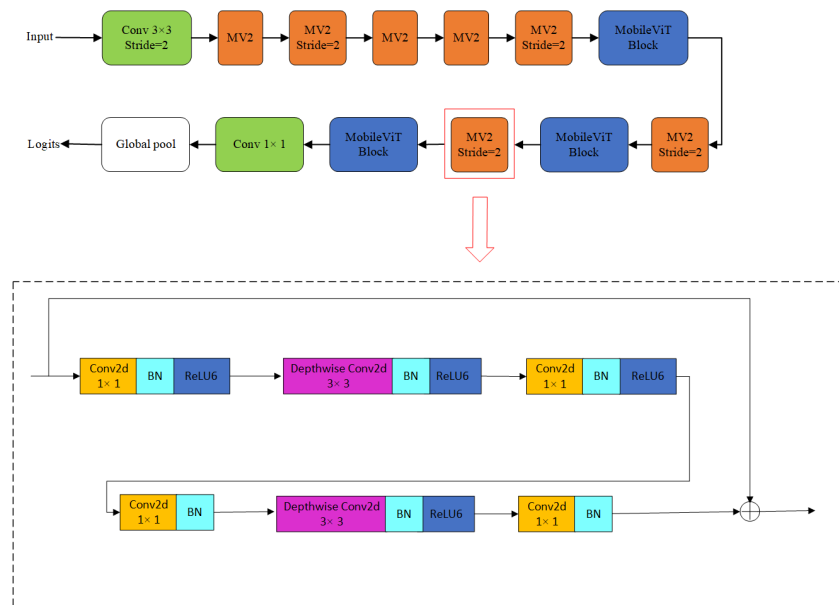 Input
Conv 3×3
Stride=2
MV2
MV2
Stride=2
MV2
MV2
MV2
Stride=2
MobileViT
Block
Logits
Global pool
Conv 1× 1
MobileViT
Block
MV2
Stride=2
MobileViT
Block
MV2
Stride=2
Conv2d
1× 1
BN
ReLU6
Depthwise Conv2d
3× 3
BN
ReLU6
Conv2d
1× 1
BN
ReLU6
Conv2d
1× 1
BN
Depthwise Conv2d
3× 3
BN
ReLU6
Conv2d
1× 1
BN